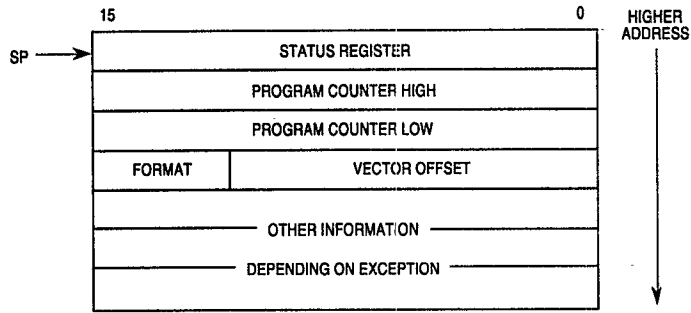 15 0 HIGHER
ADDRESS
SP STATUS REGISTER
PROGRAM COUNTER HIGH
PROGRAM COUNTER LOW
FORMAT VECTOR OFFSET
OTHER INFORMATION
DEPENDING ON EXCEPTION